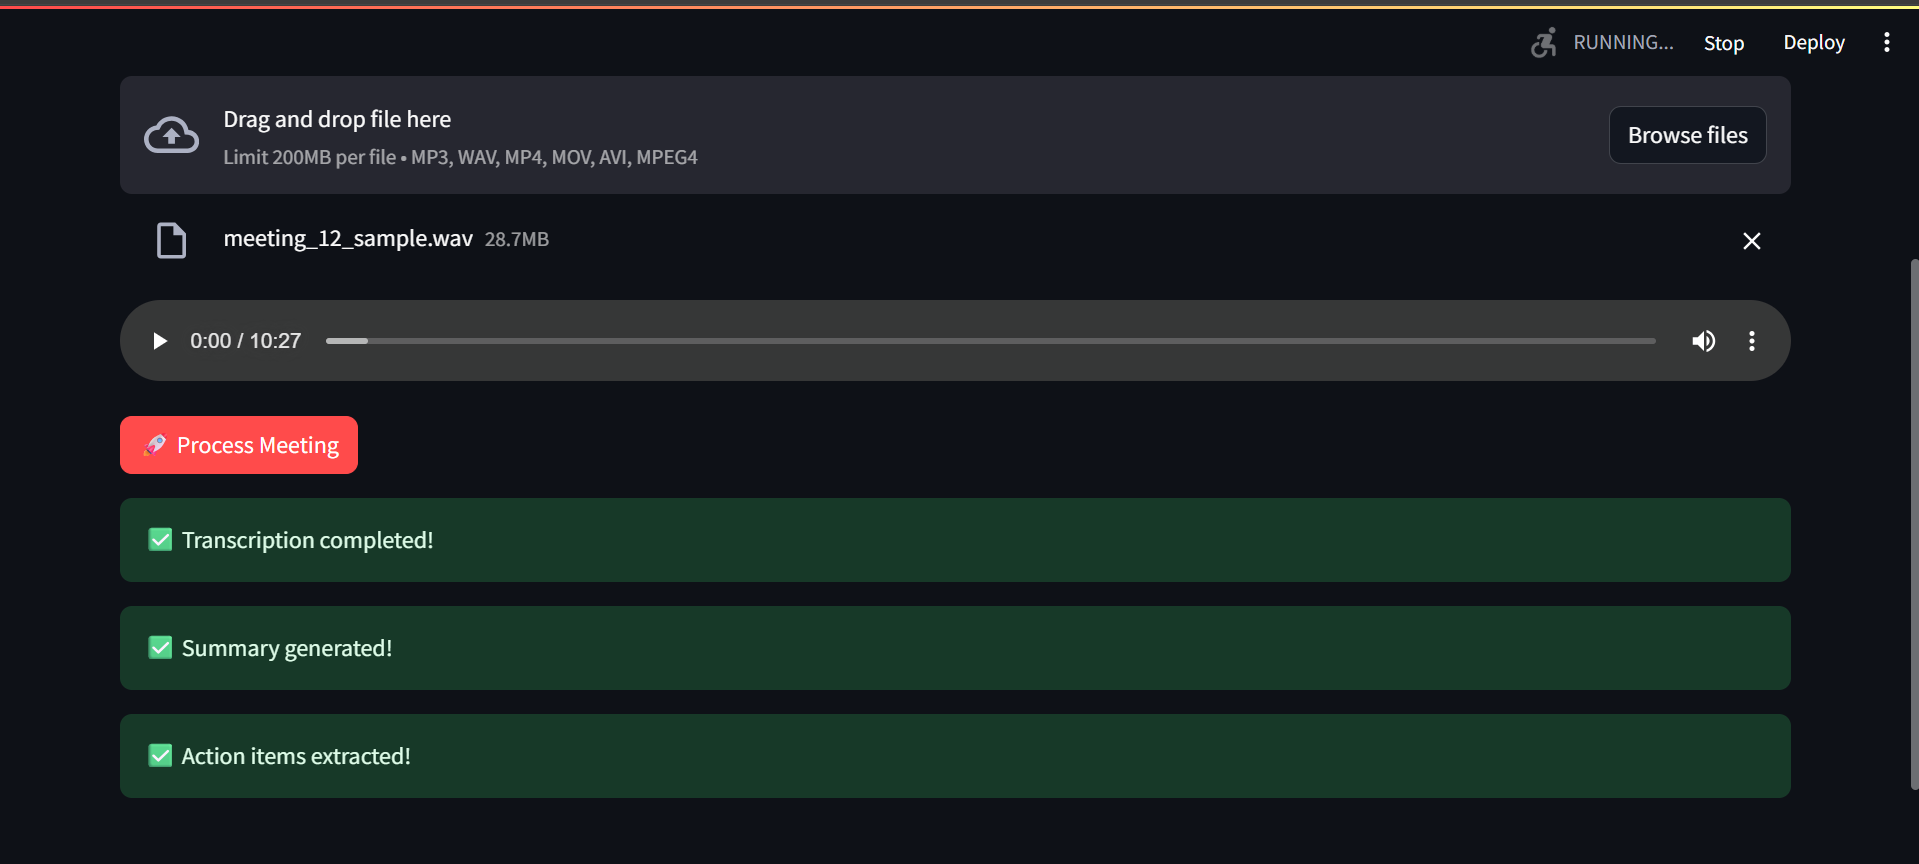 RUNNING...
Stop
Deploy
Drag and drop file here
Limit 200MB per file • MP3, WAV, MP4, MOV, AVI, MPEG4
Browse files
meeting_12_sample.wav 28.7MB
0:00 / 10:27
🚀 Process Meeting
✅ Transcription completed!
✅ Summary generated!
✅ Action items extracted!